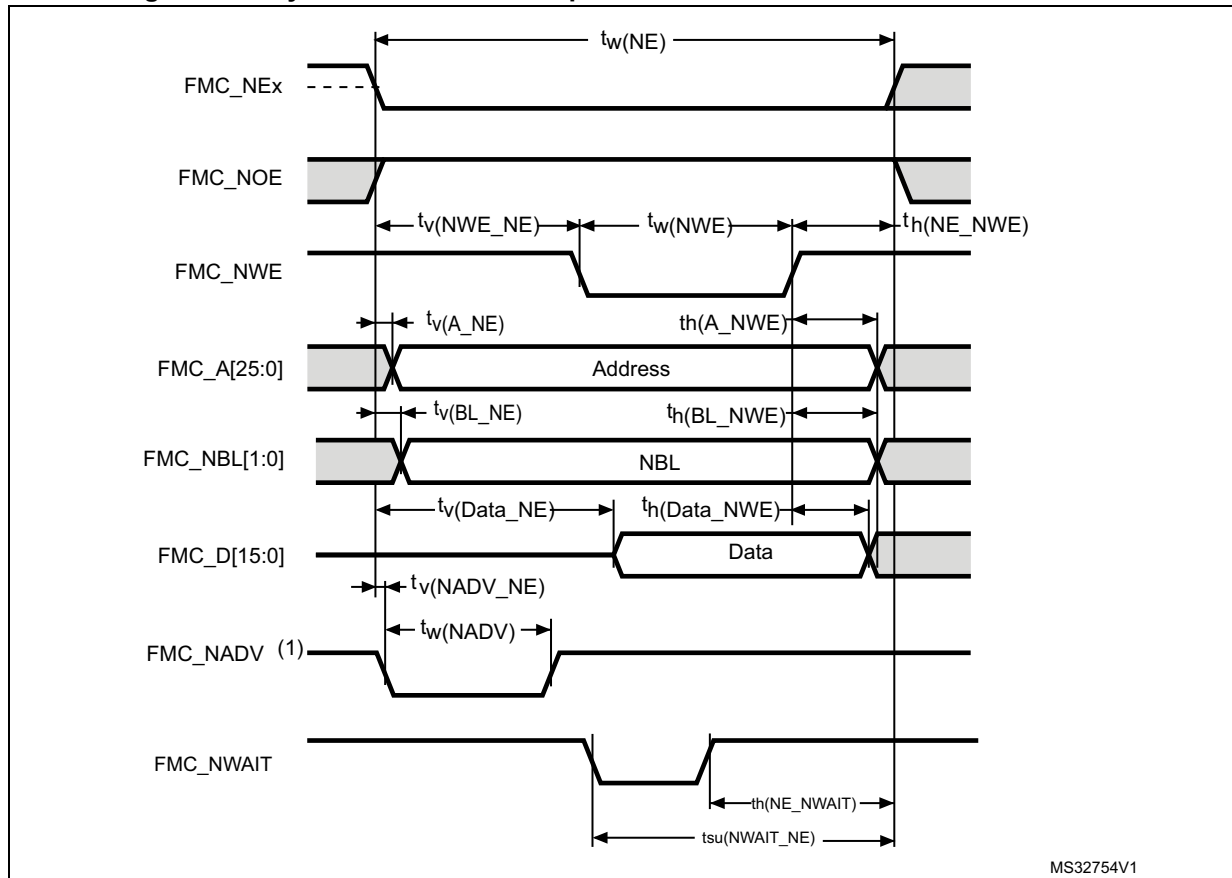 tw(NE)
FMC_NEx
FMC_NOE
tv(NWE_NE) tw(NWE) th(NE_NWE)
FMC_NWE
tv(A_NE) th(A_NWE)
FMC_A[25:0] Address
tv(BL_NE) th(BL_NWE)
FMC_NBL[1:0] NBL
tv(Data_NE) th(Data_NWE)
FMC_D[15:0] Data
tv(NADV_NE)
tw(NADV)
FMC_NADV (1)
FMC_NWAIT
th(NE_NWAIT)
tsu(NWAIT_NE)
MS32754V1